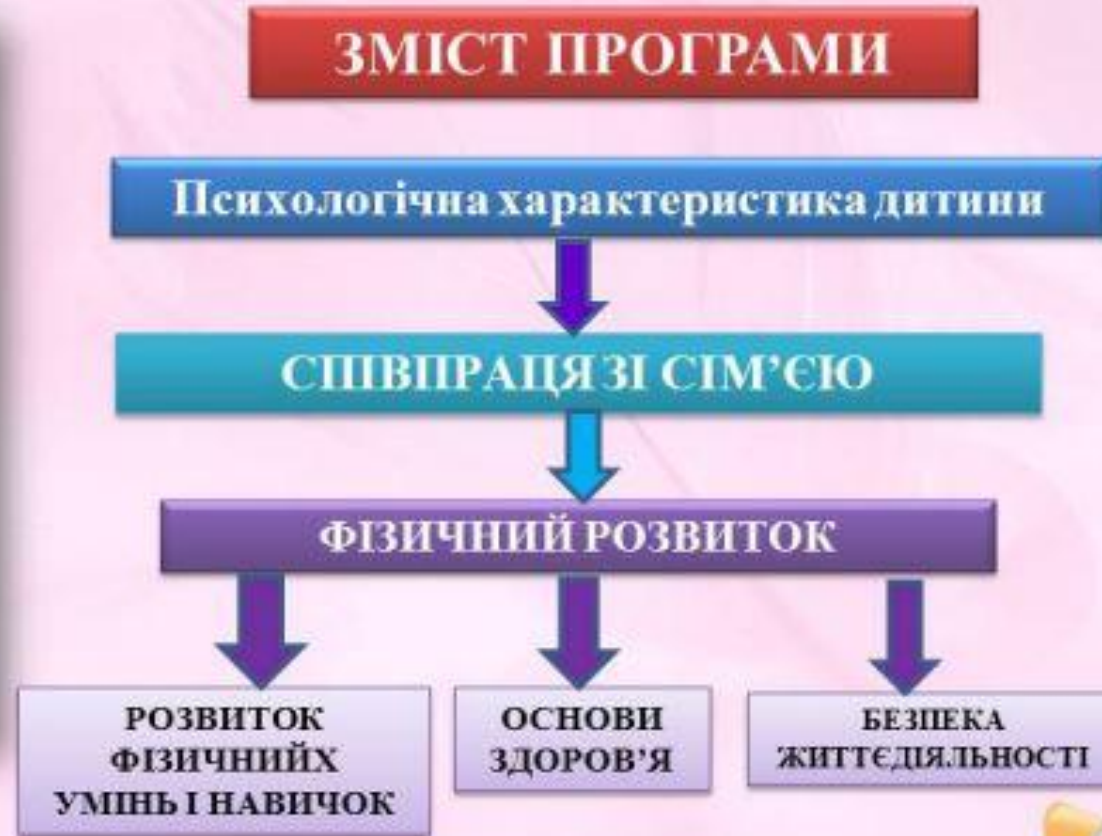 ЗМІСТ ПРОГРАМИ
Психологічна характеристика дитини
СПІВПРАЦЯ ЗІ СІМ’ЄЮ
ФІЗИЧНИЙ РОЗВИТОК
РОЗВИТОК
ФІЗИЧНИЙХ
УМІНЬ І НАВИЧОК
ОСНОВИ
ЗДОРОВ’Я
БЕЗПЕКА
ЖИТТЄДІЯЛЬНОСТІ